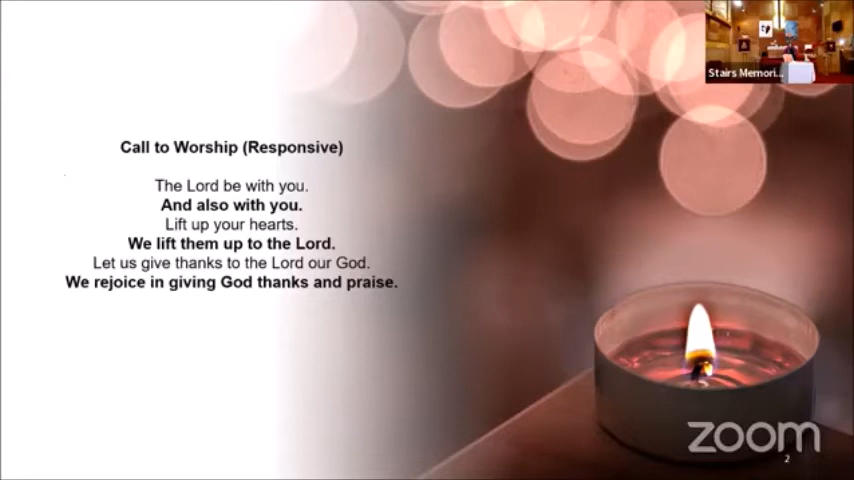 Stairs Memori...
Call to Worship (Responsive)
The Lord be with you.
And also with you.
Lift up your hearts.
We lift them up to the Lord.
Let us give thanks to the Lord our God.
We rejoice in giving God thanks and praise.
zoom
2